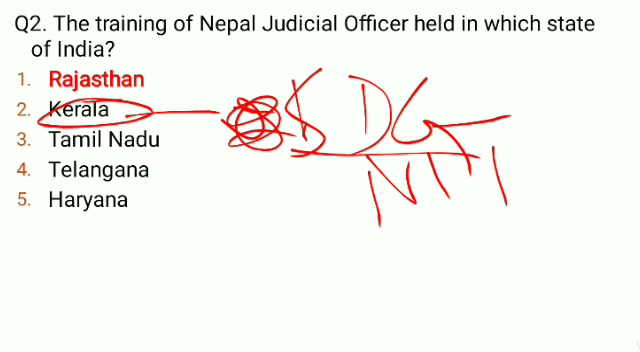 Q2. The training of Nepal Judicial Officer held in which state
of India?
1. Rajasthan
2. Kerala
3. Tamil Nadu
4. Telangana
5. Haryana
SDG